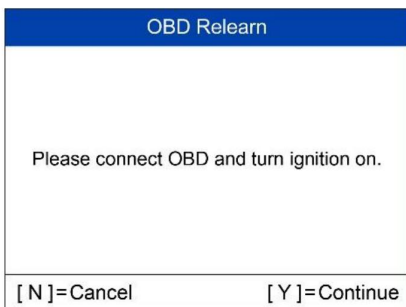 OBD Relearn
Please connect OBD and turn ignition on.
[ N ]=Cancel [ Y ]=Continue